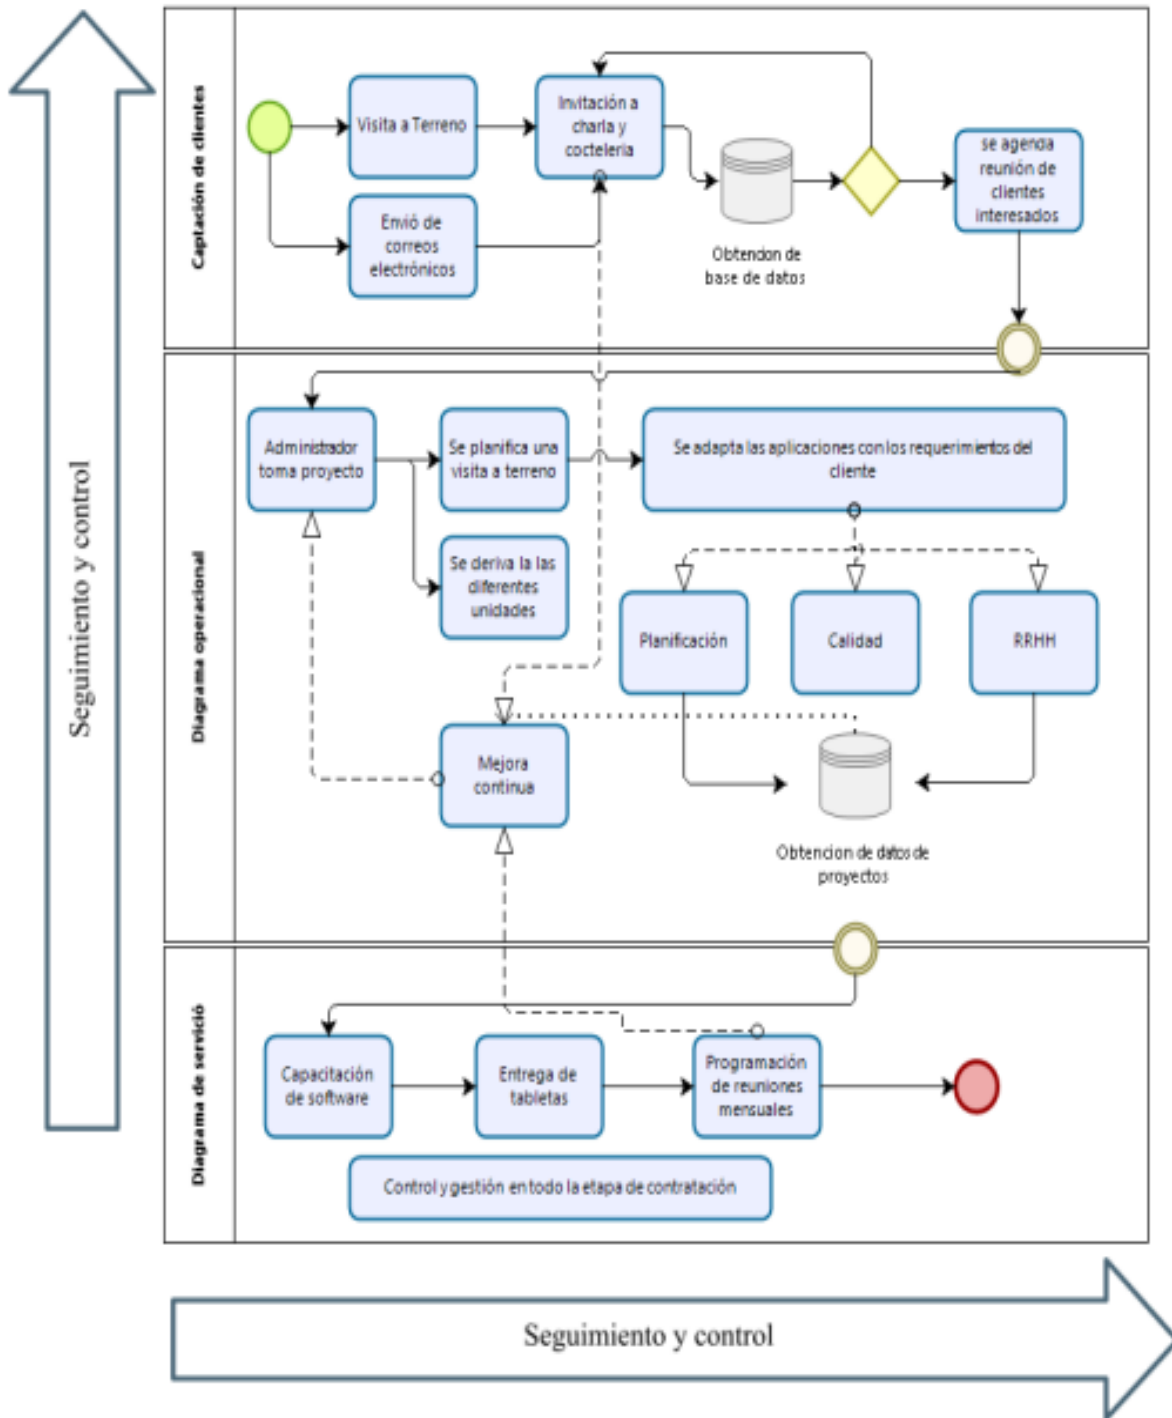 Seguimiento y control
Captación de clientes
Visita a Terreno
Invitación a
charla y
cocteleria
Envió de
correos
electrónicos
Obtencion de
base de datos
se agenda
reunión de
clientes
interesados
Diagrama operacional
Administrador
toma proyecto
Se planifica una
visita a terreno
Se adapta las aplicaciones con los requerimientos del
cliente
Se deriva la las
diferentes
unidades
Planificación
Calidad
RRHH
Mejora
continua
Obtencion de datos de
proyectos
Diagrama de servició
Capacitación
de software
Entrega de
tabletas
Programación
de reuniones
mensuales
Control y gestión en todo la etapa de contratación
Seguimiento y control